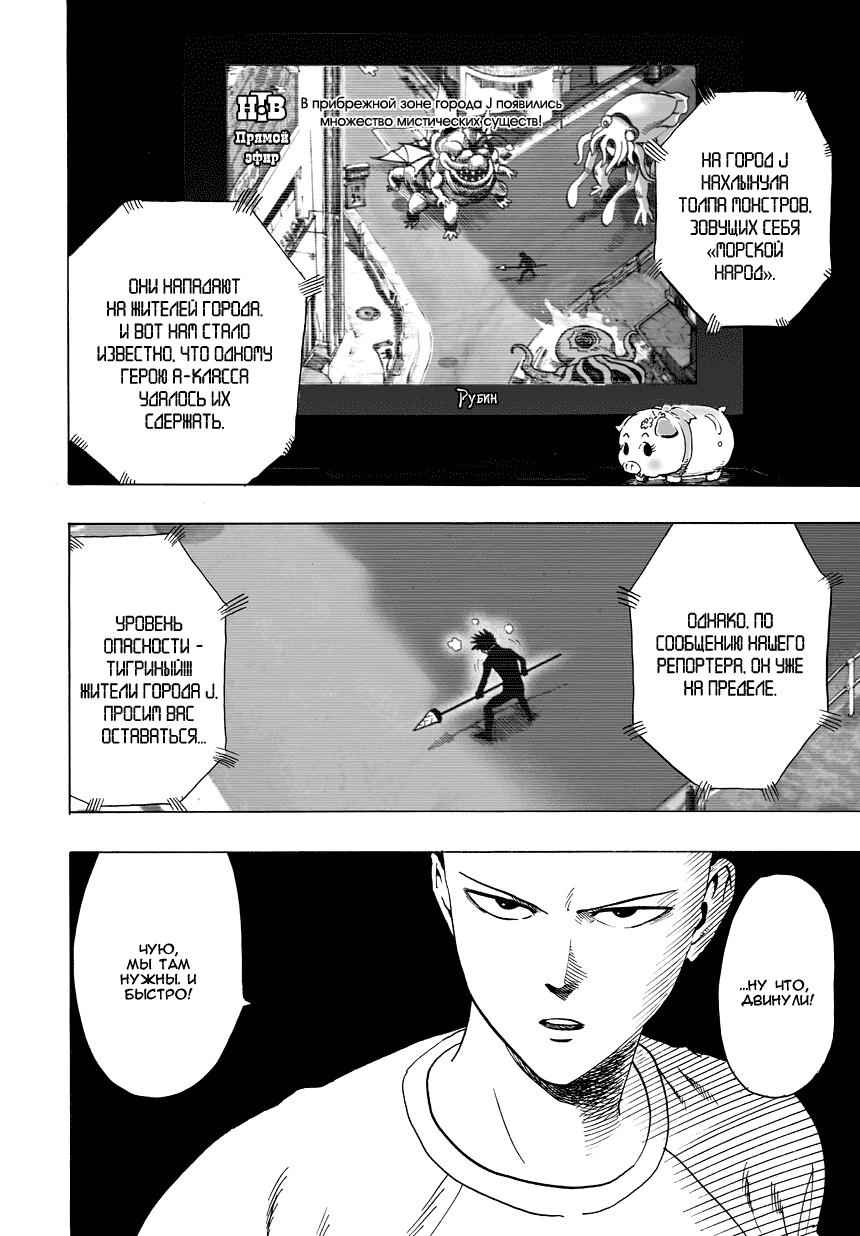 НТВ
Прямой
эфир
В прибрежной зоне города J появились
множество мистических существ!
НА ГОРОД J
НАХЛЫНУЛА
ТОЛПА МОНСТРОВ,
ЗОВУЩИХ СЕБЯ
«МОРСКОЙ
НАРОД».
ОНИ НАПАДАЮТ
НА ЖИТЕЛЕЙ ГОРОДА.
И ВОТ НАМ СТАЛО
ИЗВЕСТНО, ЧТО ОДНОМУ
ГЕРОЮ А-КЛАССА
УДАЛОСЬ ИХ
СДЕРЖАТЬ.
Рубин
ОДНАКО, ПО
СООБЩЕНИЮ НАШЕГО
РЕПОРТЕРА, ОН УЖЕ
НА ПРЕДЕЛЕ.
УРОВЕНЬ
ОПАСНОСТИ -
ТИГРИНЫЙ!!!
ЖИТЕЛИ ГОРОДА J,
ПРОСИМ ВАС
ОСТАВАТЬСЯ...
...НУ ЧТО,
ДВИНУЛИ!
ЧУЮ,
МЫ ТАМ
НУЖНЫ. И
БЫСТРО!